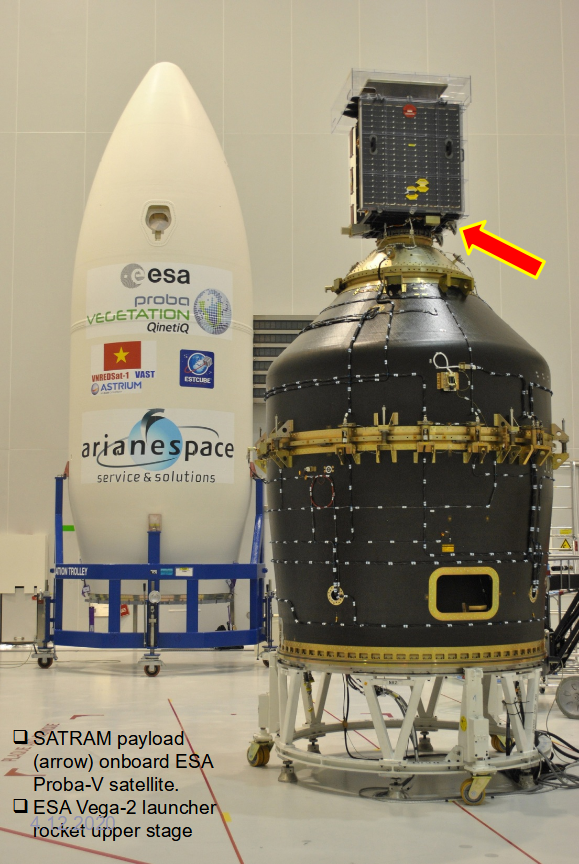 esa
proba
VEGETATION
QinetiQ
VNREDSat-1 VAST
ASTRIUM
ESTCUBE
arianespace
service & solutions
ATION TROLLEY
❑ SATRAM payload
(arrow) onboard ESA
Proba-V satellite.
❑ ESA Vega-2 launcher
rocket upper stage
4.12.2020